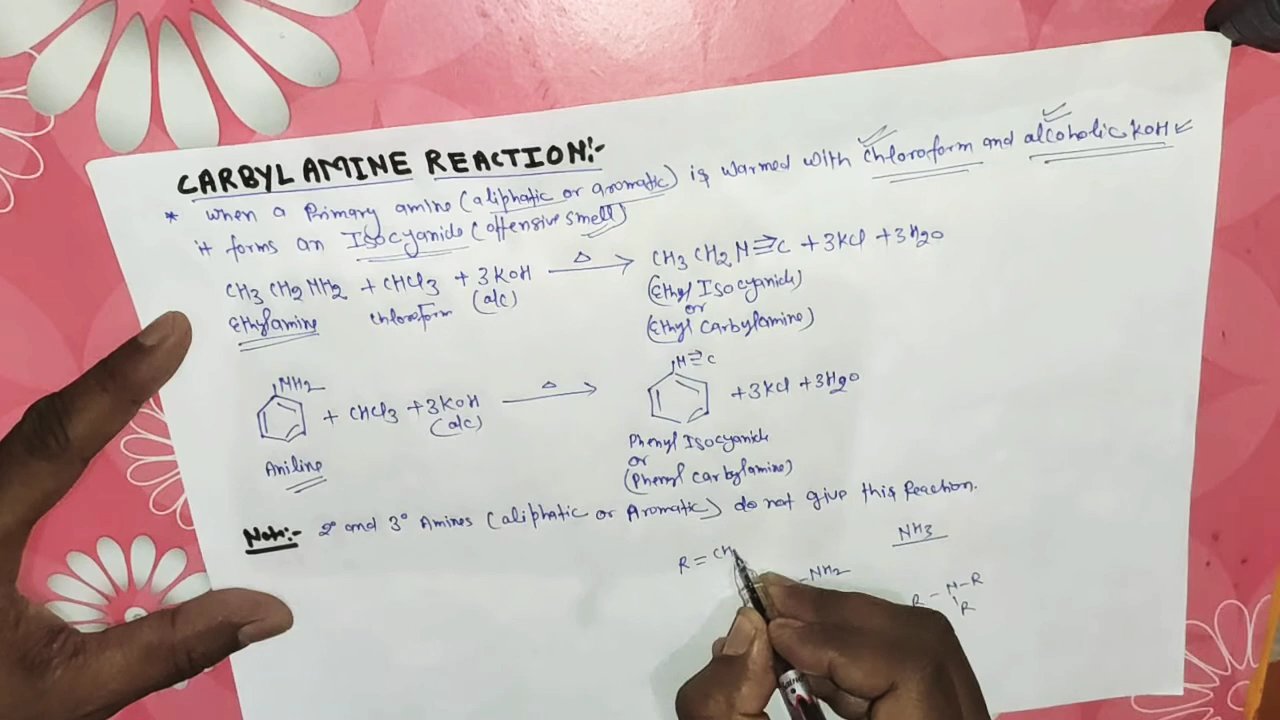 CARBYLAMINE REACTION:-
* When a Primary amine (aliphatic or aromatic) is warmed with chloroform and alcoholic KOH
it forms an Isocyanide (offensive smell)
CH3 CH2 NH2 + CHCl3 + 3KOH (alc) Δ → CH3 CH2 N≡C + 3KCl + 3H2O
Ethylamine chloroform (Ethyl Isocyanide)
or
(Ethyl carbylamine)
NH2 + CHCl3 + 3KOH (alc) Δ → N≡C + 3KCl + 3H2O
Aniline
Phenyl Isocyanide
or
(Phenyl carbylamine)
Note:- 2° and 3° Amines (aliphatic or Aromatic) do not give this Reaction.
NH3
R = CH
-NH2
R - N - R
R